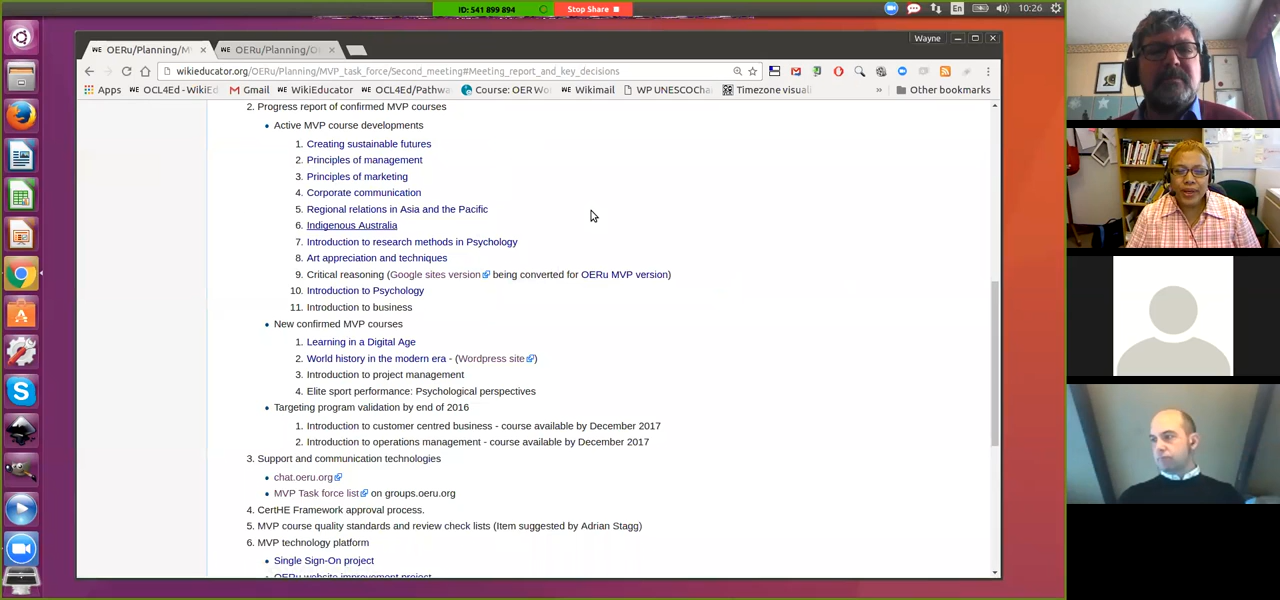 ID: 541 899 894
Stop Share
En
10:26
OERu/Planning/M
OERu/Planning/O
Wayne
wikieducator.org/OERu/Planning/MVP_task_force/Second_meeting#Meeting_report_and_key_decisions
Apps
OCL4Ed - WikiEd
Gmail
WikiEducator
OCL4Ed/Pathwa
Course: OER Wo
Wikimail
WP UNESCOCha
Timezone visuali
»
Other bookmarks
2. Progress report of confirmed MVP courses
Active MVP course developments
1. Creating sustainable futures
2. Principles of management
3. Principles of marketing
4. Corporate communication
5. Regional relations in Asia and the Pacific
6. Indigenous Australia
7. Introduction to research methods in Psychology
8. Art appreciation and techniques
9. Critical reasoning (Google sites version being converted for OERu MVP version)
10. Introduction to Psychology
11. Introduction to business
New confirmed MVP courses
1. Learning in a Digital Age
2. World history in the modern era - (Wordpress site)
3. Introduction to project management
4. Elite sport performance: Psychological perspectives
Targeting program validation by end of 2016
1. Introduction to customer centred business - course available by December 2017
2. Introduction to operations management - course available by December 2017
3. Support and communication technologies
chat.oeru.org
MVP Task force list on groups.oeru.org
4. CertHE Framework approval process.
5. MVP course quality standards and review check lists (Item suggested by Adrian Stagg)
6. MVP technology platform
Single Sign-On project
OERu website improvement project